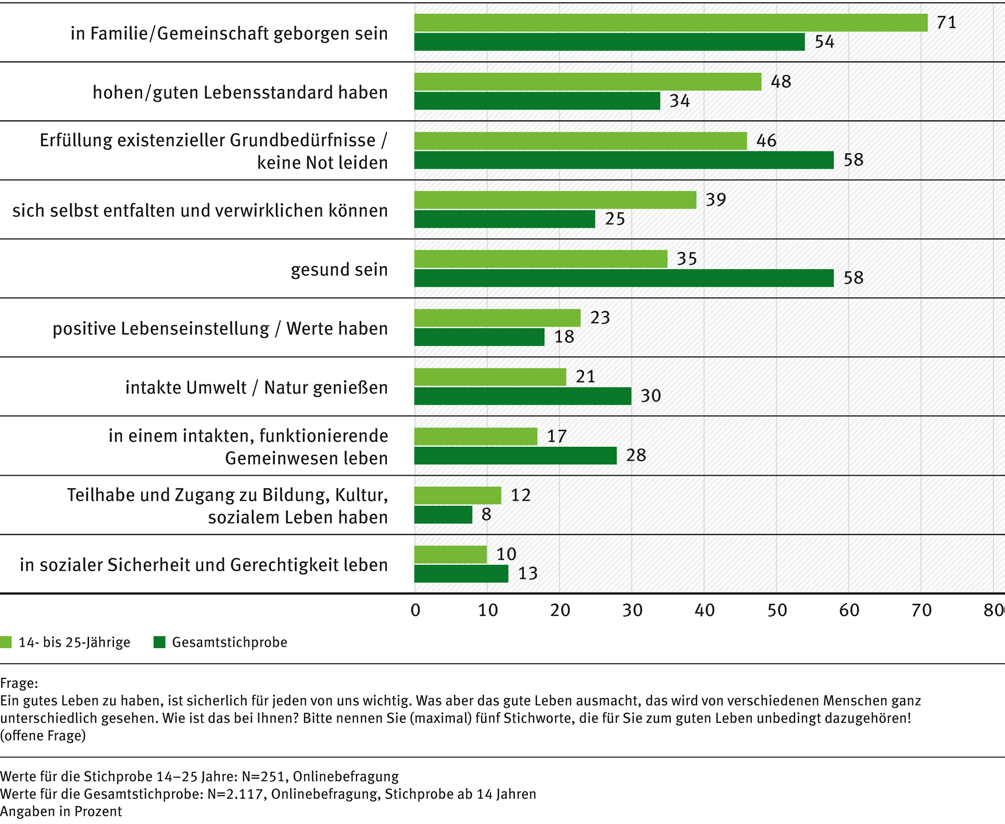 in Familie/Gemeinschaft geborgen sein
71
54
hohen/guten Lebensstandard haben
48
34
Erfüllung existenzieller Grundbedürfnisse /
keine Not leiden
46
58
sich selbst entfalten und verwirklichen können
39
25
gesund sein
35
58
positive Lebenseinstellung / Werte haben
23
18
intakte Umwelt / Natur genießen
21
30
in einem intakten, funktionierende
Gemeinwesen leben
17
28
Teilhabe und Zugang zu Bildung, Kultur,
sozialem Leben haben
12
8
in sozialer Sicherheit und Gerechtigkeit leben
10
13
0 10 20 30 40 50 60 70 80
14- bis 25-Jährige Gesamtstichprobe
Frage:
Ein gutes Leben zu haben, ist sicherlich für jeden von uns wichtig. Was aber das gute Leben ausmacht, das wird von verschiedenen Menschen ganz
unterschiedlich gesehen. Wie ist das bei Ihnen? Bitte nennen Sie (maximal) fünf Stichworte, die für Sie zum guten Leben unbedingt dazugehören!
(offene Frage)
Werte für die Stichprobe 14–25 Jahre: N=251, Onlinebefragung
Werte für die Gesamtstichprobe: N=2.117, Onlinebefragung, Stichprobe ab 14 Jahren
Angaben in Prozent